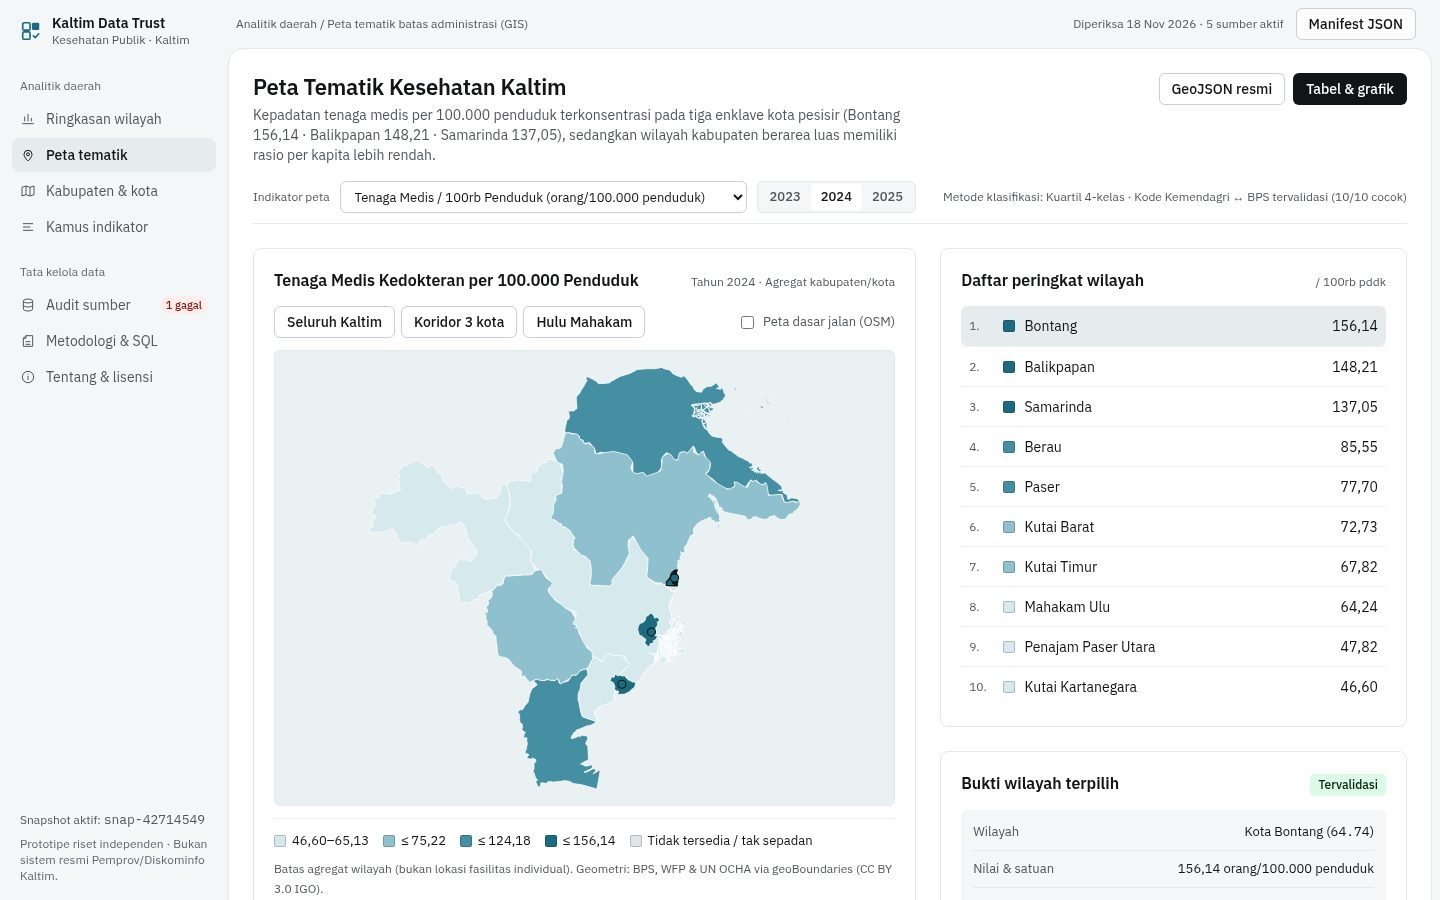 Kaltim Data Trust
Kesehatan Publik · Kaltim
Analitik daerah
Ringkasan wilayah
Peta tematik
Kabupaten & kota
Kamus indikator
Tata kelola data
Audit sumber
1 gagal
Metodologi & SQL
Tentang & lisensi
Snapshot aktif: snap-42714549
Prototipe riset independen · Bukan
sistem resmi Pemprov/Diskominfo
Kaltim.
Analitik daerah / Peta tematik batas administrasi (GIS)
Diperiksa 18 Nov 2026 · 5 sumber aktif
Manifest JSON
Peta Tematik Kesehatan Kaltim
Kepadatan tenaga medis per 100.000 penduduk terkonsentrasi pada tiga enklave kota pesisir (Bontang
156,14 · Balikpapan 148,21 · Samarinda 137,05), sedangkan wilayah kabupaten berarea luas memiliki
rasio per kapita lebih rendah.
GeoJSON resmi
Tabel & grafik
Indikator peta
Tenaga Medis / 100rb Penduduk (orang/100.000 penduduk)
2023 2024 2025
Metode klasifikasi: Kuartil 4-kelas · Kode Kemendagri ↔ BPS tervalidasi (10/10 cocok)
Tenaga Medis Kedokteran per 100.000 Penduduk
Tahun 2024 · Agregat kabupaten/kota
Seluruh Kaltim
Koridor 3 kota
Hulu Mahakam
Peta dasar jalan (OSM)
46,60–65,13
≤ 75,22
≤ 124,18
≤ 156,14
Tidak tersedia / tak sepadan
Batas agregat wilayah (bukan lokasi fasilitas individual). Geometri: BPS, WFP & UN OCHA via geoBoundaries (CC BY
3.0 IGO).
Daftar peringkat wilayah
/ 100rb pddk
1. Bontang 156,14
2. Balikpapan 148,21
3. Samarinda 137,05
4. Berau 85,55
5. Paser 77,70
6. Kutai Barat 72,73
7. Kutai Timur 67,82
8. Mahakam Ulu 64,24
9. Penajam Paser Utara 47,82
10. Kutai Kartanegara 46,60
Bukti wilayah terpilih
Tervalidasi
Wilayah Kota Bontang (64.74)
Nilai & satuan 156,14 orang/100.000 penduduk